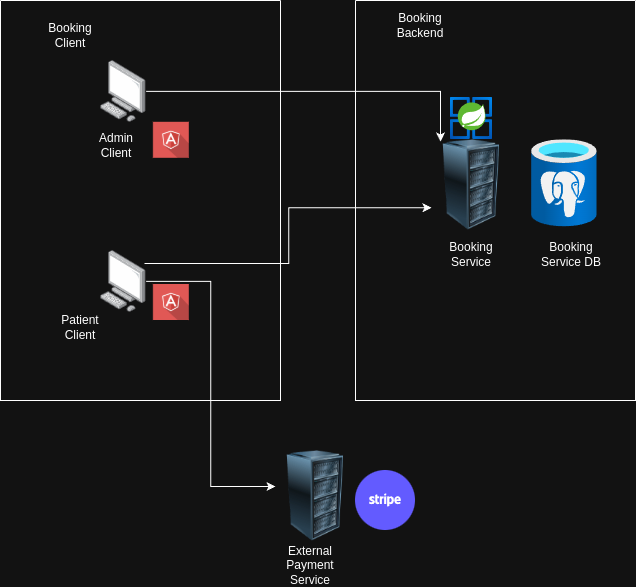 Booking
Client
Booking
Backend
Admin
Client
A
Booking
Service
Booking
Service DB
A
Patient
Client
stripe
External
Payment
Service